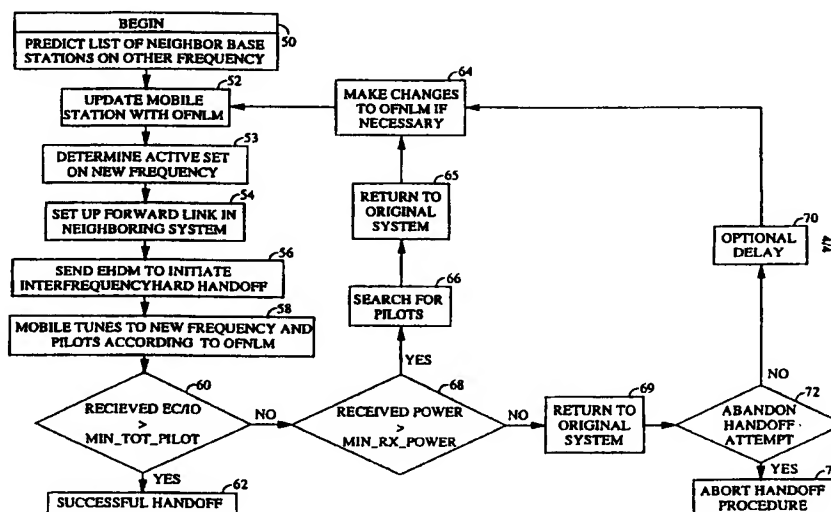 BEGIN
PREDICT LIST OF NEIGHBOR BASE
STATIONS ON OTHER FREQUENCY
50
52
UPDATE MOBILE
STATION WITH OFNLM
53
DETERMINE ACTIVE SET
ON NEW FREQUENCY
54
SET UP FORWARD LINK IN
NEIGHBORING SYSTEM
56
SEND EHDM TO INITIATE
INTERFREQUENCYHARD HANDOFF
58
MOBILE TUNES TO NEW FREQUENCY AND
PILOTS ACCORDING TO OFNLM
60
RECIEVED EC/IO
>
MIN_TOT_PILOT
NO
YES
62
SUCCESSFUL HANDOFF
64
MAKE CHANGES
TO OFNLM IF
NECESSARY
65
RETURN TO
ORIGINAL
SYSTEM
66
SEARCH FOR
PILOTS
YES
68
RECEIVED POWER
>
MIN_RX_POWER
NO
69
RETURN TO
ORIGINAL
SYSTEM
70
OPTIONAL
DELAY
NO
72
ABANDON
HANDOFF
ATTEMPT
YES
ABORT HANDOFF
PROCEDURE
4/4